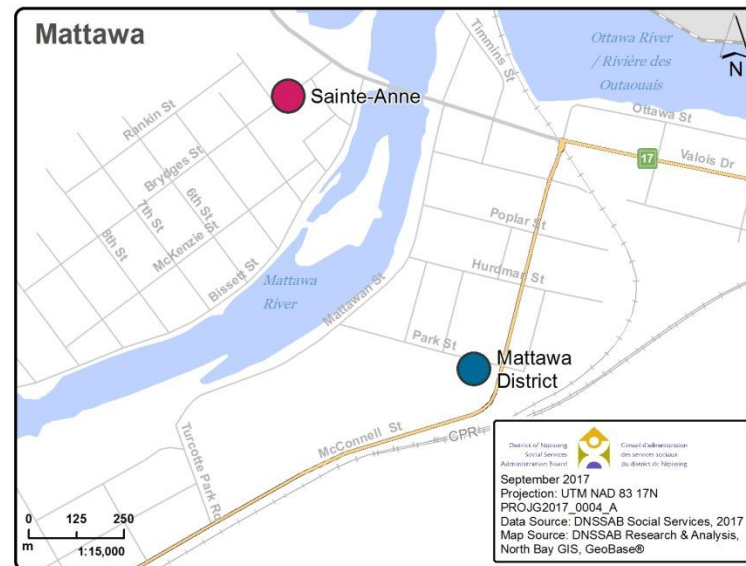 Mattawa
Timmins St
Ottawa River
/ Rivière des
Outaouais
N
Sainte-Anne
Rankin St
Ottawa St
17
Valois Dr
Brydges St
6th St
7th St
8th St
McKenzie St
Bissett St
Poplar St
Hurdman St
Mattawa
River
Mattawan St
Park St
Mattawa
District
McConnell St
CPR
Turcotte Park Rd
0 125 250
m
1:15,000
District of Nipissing
Social Services
Administration Board
Conseil d'administration
des services sociaux
du district de Nipissing
September 2017
Projection: UTM NAD 83 17N
PROJG2017_0004_A
Data Source: DNSSAB Social Services, 2017
Map Source: DNSSAB Research & Analysis,
North Bay GIS, GeoBase®